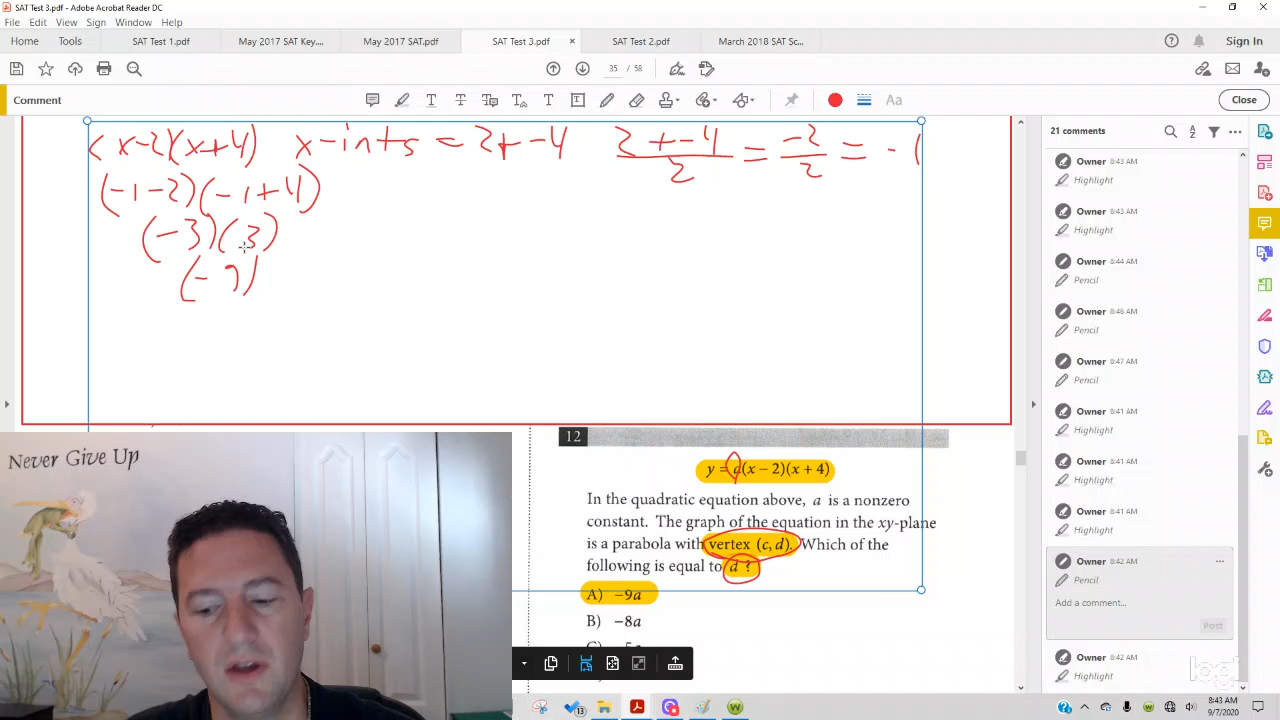 SAT Test 3.pdf - Adobe Acrobat Reader DC
File Edit View Sign Window Help
Home Tools SAT Test 1.pdf May 2017 SAT Key... May 2017 SAT.pdf SAT Test 3.pdf × SAT Test 2.pdf March 2018 SAT Sc... Sign In
35 / 58
Comment Aa Close
(x-2)(x+4) x-ints = 2+-4 2+-4/2 = -2/2 = -1
(-1-2)(-1+4)
(-3)(3)
(-9)
21 comments
Owner 8:43 AM
Highlight
Owner 8:43 AM
Highlight
Owner 8:44 AM
Pencil
Owner 8:46 AM
Pencil
Owner 8:47 AM
Pencil
Owner 8:41 AM
Highlight
Owner 8:41 AM
Highlight
Owner 8:41 AM
Highlight
Owner 8:42 AM
Pencil
Add a comment...
Post
Owner 8:42 AM
Highlight
Never Give Up
12
y = a(x − 2)(x + 4)
In the quadratic equation above, a is a nonzero
constant. The graph of the equation in the xy-plane
is a parabola with vertex (c, d). Which of the
following is equal to d ?
A) −9a
B) −8a
logi
13
8:43 AM
9/7/2020